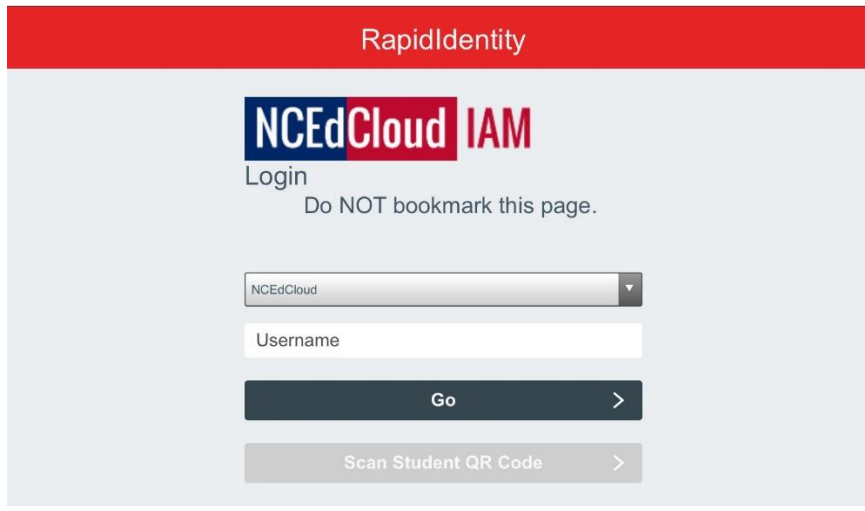 RapidIdentity
NCEdCloud IAM
Login
Do NOT bookmark this page.
NCEdCloud
Username
Go
Scan Student QR Code